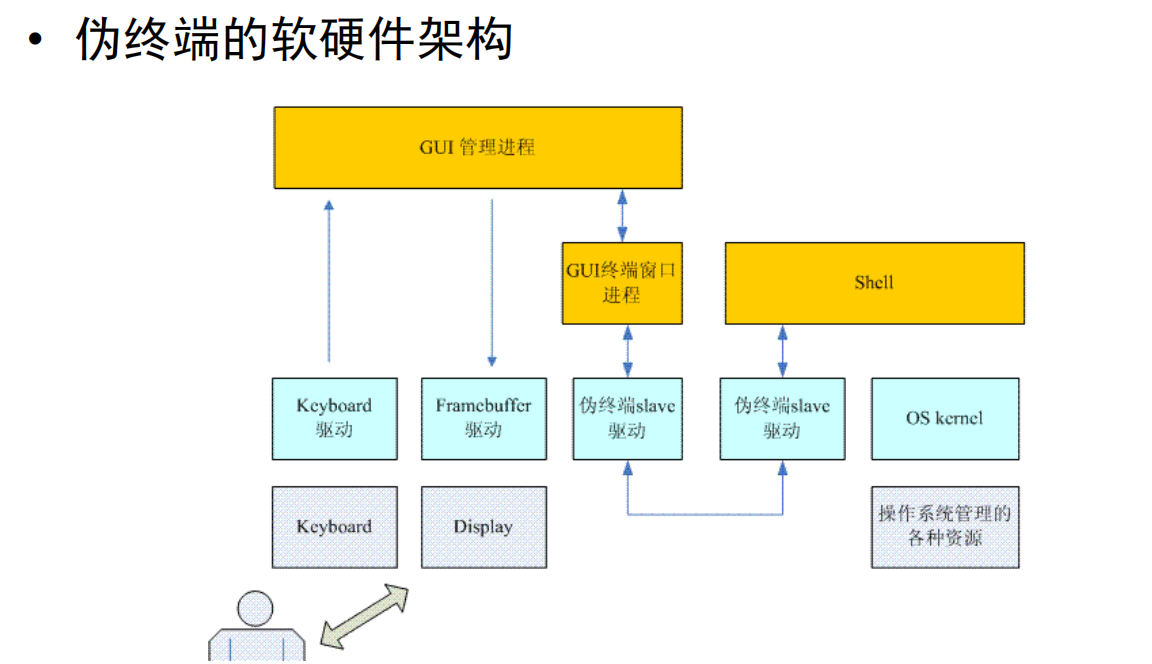 • 伪终端的软硬件架构
GUI 管理进程
GUI终端窗口
进程
Shell
Keyboard
驱动
Framebuffer
驱动
伪终端slave
驱动
伪终端slave
驱动
OS kernel
Keyboard
Display
操作系统管理的
各种资源